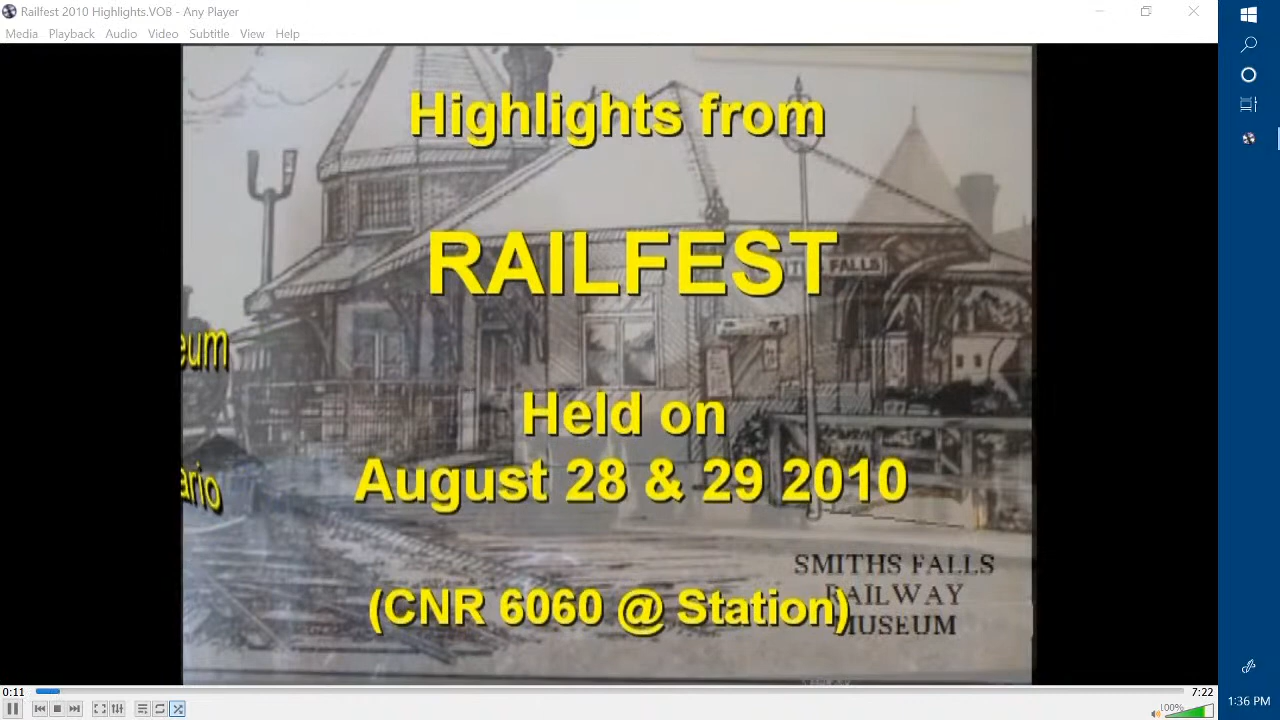 Railfest 2010 Highlights.VOB - Any Player
Media Playback Audio Video Subtitle View Help
Highlights from
RAILFEST
FALLS
eum
Held on
August 28 & 29 2010
ario
SMITHS FALLS
RAILWAY
MUSEUM
(CNR 6060 @ Station)
0:11
7:22
100%
1:36 PM